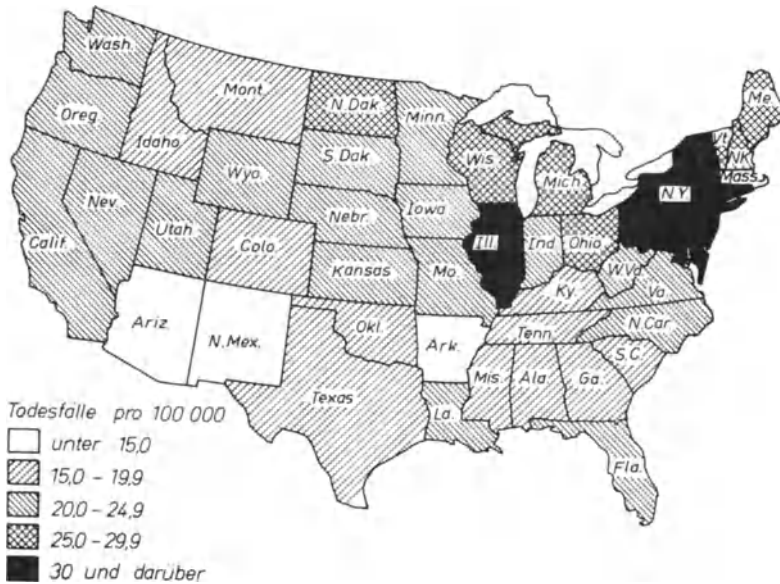 Wash.
Mont.
N.Dak.
Minn.
Me.
Oreg.
Idaho
S.Dak.
Wis.
Vt.
NK
Mass.
Wyo.
Mich.
N.Y.
Nev.
Nebr.
Iowa
Calif.
Utah
Colo.
Ill.
Ind.
Ohio
Kansas
Mo.
W.Va.
Ky.
Va.
Ariz.
N.Mex.
Okl.
Ark.
Tenn.
N.Car.
Texas
Mis.
Ala.
Ga.
S.C.
La.
Fla.
Todesfälle pro 100 000
unter 15,0
15,0 - 19,9
20,0 - 24,9
25,0 - 29,9
30 und darüber